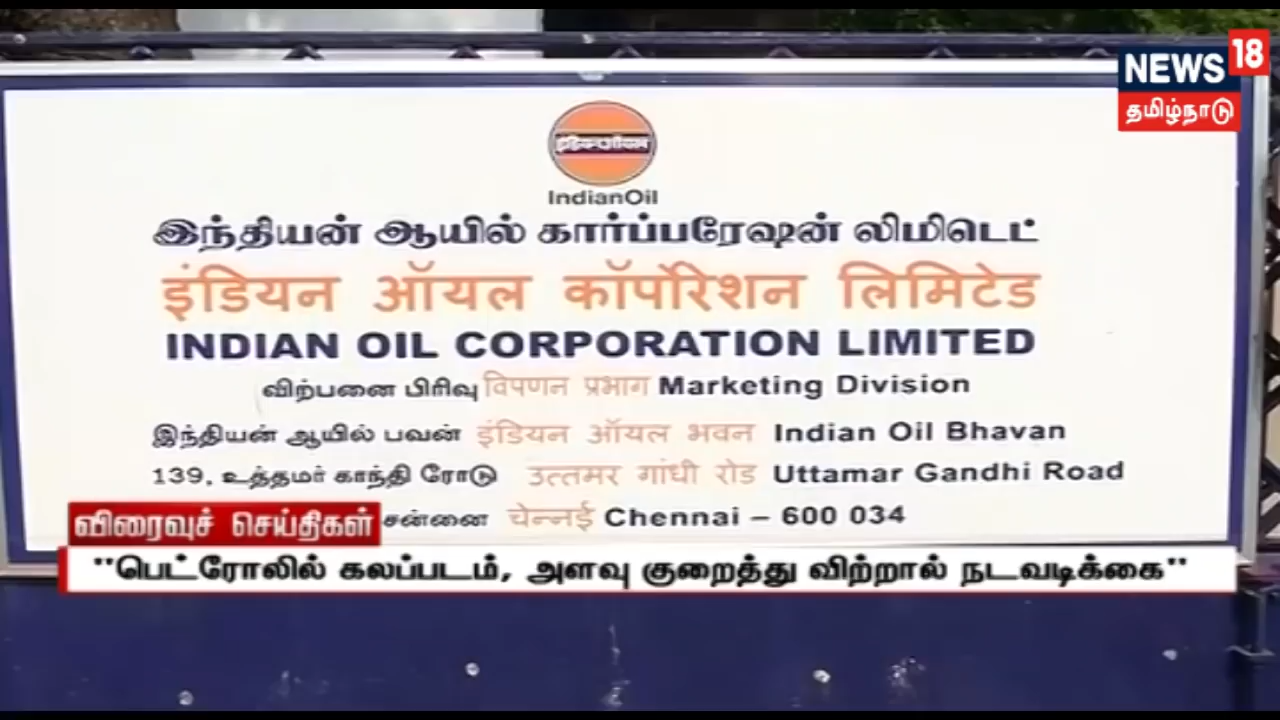 NEWS 18
தமிழ்நாடு
इंडियनऑयल
IndianOil
இந்தியன் ஆயில் கார்ப்பரேஷன் லிமிடெட்
इंडियन ऑयल कॉर्पोरेशन लिमिटेड
INDIAN OIL CORPORATION LIMITED
விற்பனை பிரிவு विपणन प्रभाग Marketing Division
இந்தியன் ஆயில் பவன் इंडियन ऑयल भवन Indian Oil Bhavan
139, உத்தமர் காந்தி ரோடு उत्तमर गांधी रोड Uttamar Gandhi Road
சன்னை चेन्नई Chennai – 600 034
விரைவுச் செய்திகள்
"பெட்ரோலில் கலப்படம், அளவு குறைத்து விற்றால் நடவடிக்கை"